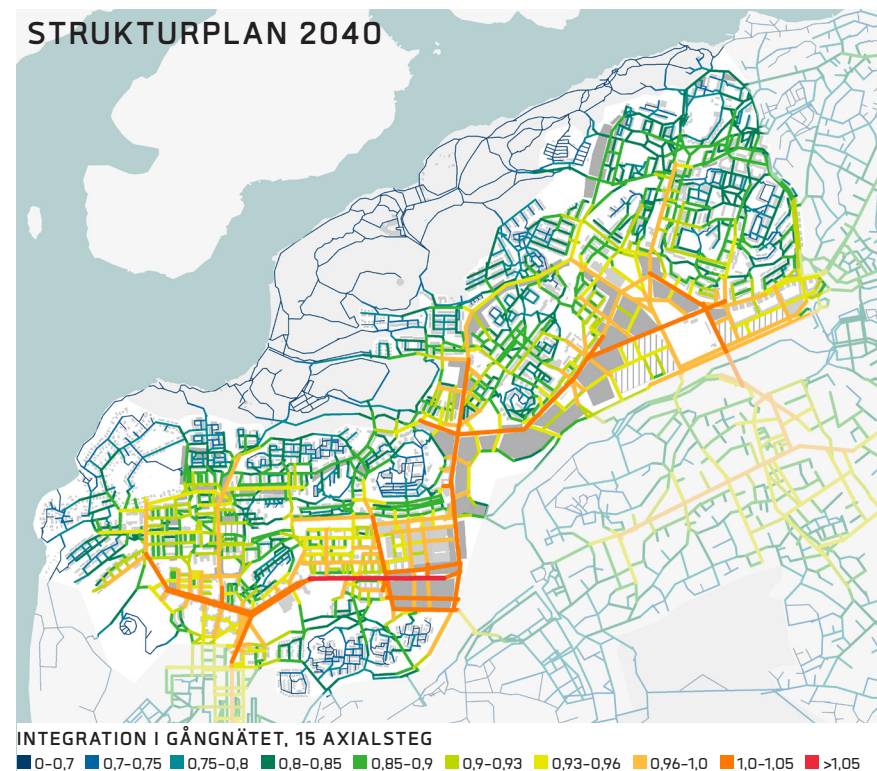 STRUKTURPLAN 2040
INTEGRATION I GÅNGNÄTET, 15 AXIALSTEG
0–0,7 0,7–0,75 0,75–0,8 0,8–0,85 0,85–0,9 0,9–0,93 0,93–0,96 0,96–1,0 1,0–1,05 >1,05